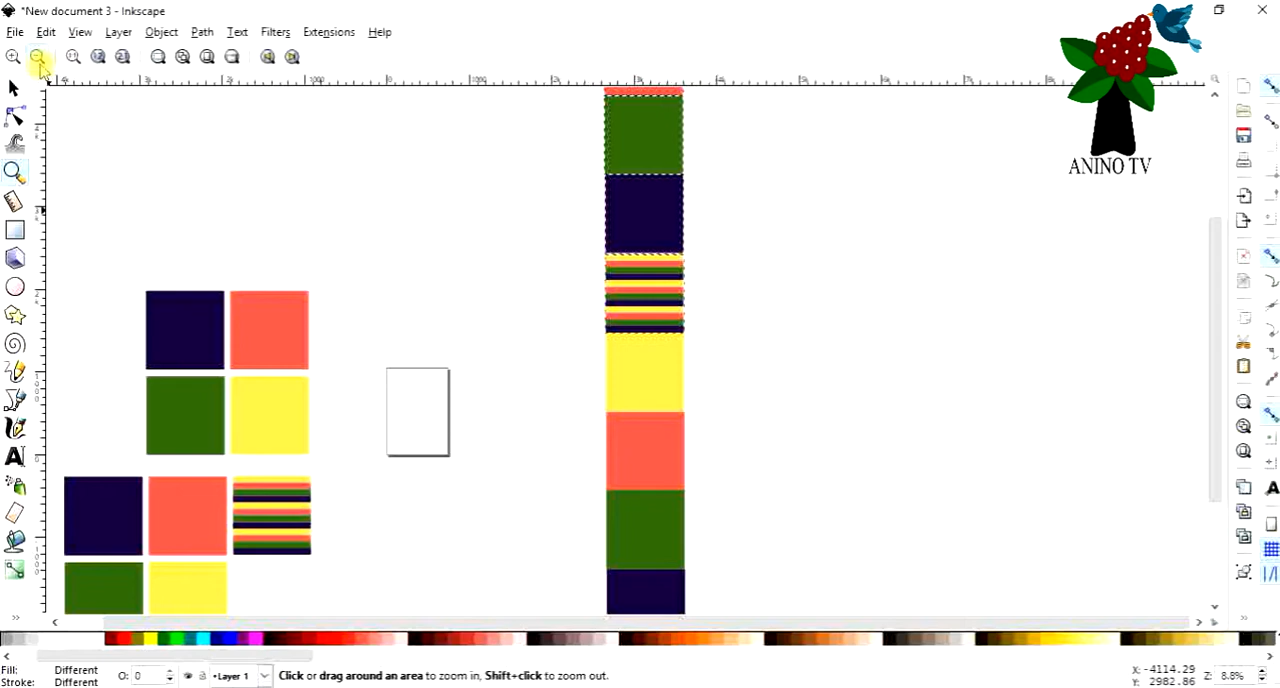 *New document 3 - Inkscape
File Edit View Layer Object Path Text Filters Extensions Help
ANINO TV
Fill: Different
Stroke: Different
O: 0
•Layer 1
Click or drag around an area to zoom in, Shift+click to zoom out.
X: -4114.29
Y: 2982.86
Z: 8.8%